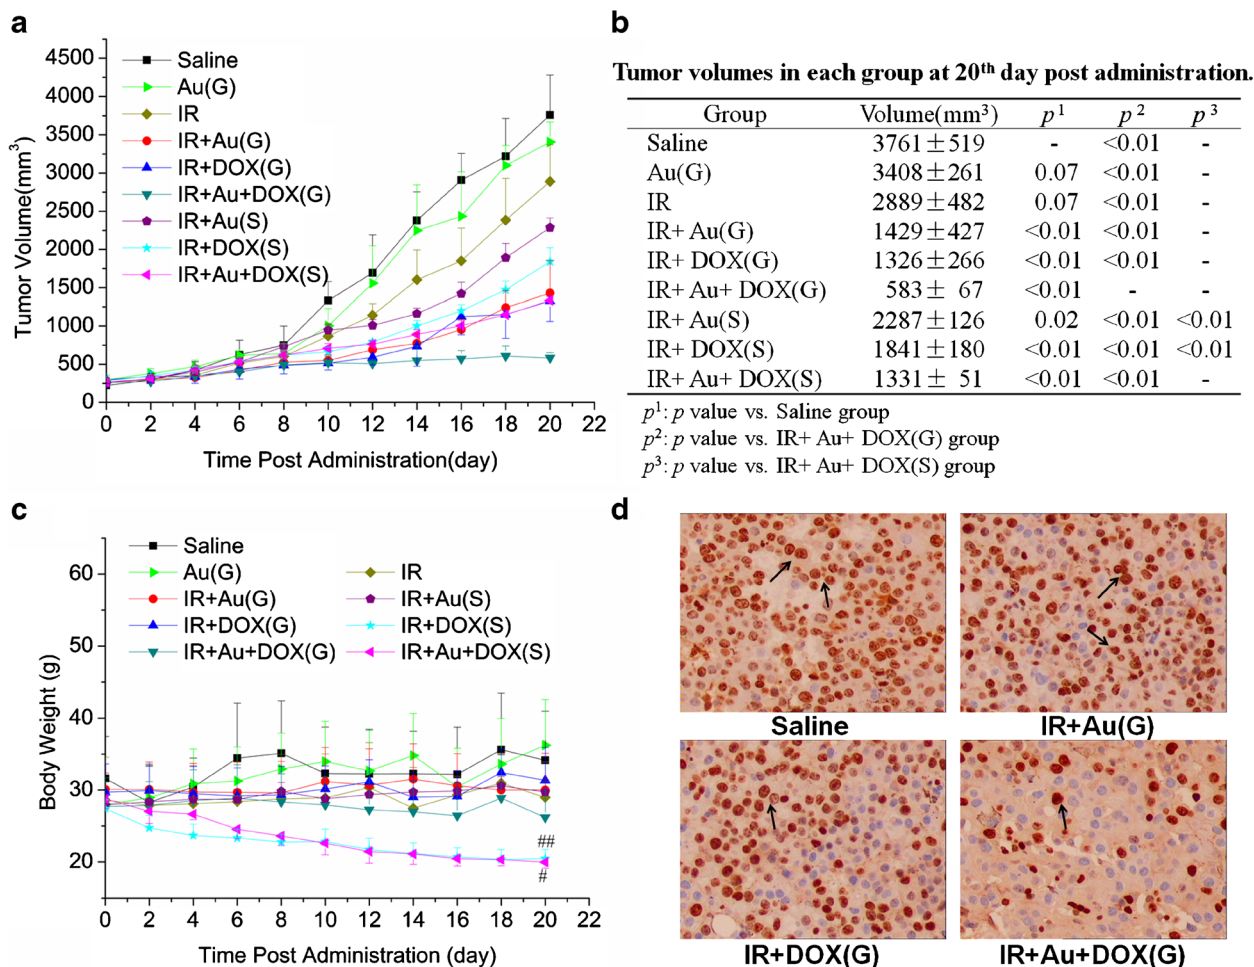 a
Tumor Volume(mm³)
4500
4000
3500
3000
2500
2000
1500
1000
500
0
Saline
Au(G)
IR
IR+Au(G)
IR+DOX(G)
IR+Au+DOX(G)
IR+Au(S)
IR+DOX(S)
IR+Au+DOX(S)
0 2 4 6 8 10 12 14 16 18 20 22
Time Post Administration(day)
b
Tumor volumes in each group at 20th day post administration.
Group Volume(mm³) p¹ p² p³
Saline 3761±519 - <0.01 -
Au(G) 3408±261 0.07 <0.01 -
IR 2889±482 0.07 <0.01 -
IR+ Au(G) 1429±427 <0.01 <0.01 -
IR+ DOX(G) 1326±266 <0.01 <0.01 -
IR+ Au+ DOX(G) 583± 67 <0.01 - -
IR+ Au(S) 2287±126 0.02 <0.01 <0.01
IR+ DOX(S) 1841±180 <0.01 <0.01 <0.01
IR+ Au+ DOX(S) 1331± 51 <0.01 <0.01 -
p¹: p value vs. Saline group
p²: p value vs. IR+ Au+ DOX(G) group
p³: p value vs. IR+ Au+ DOX(S) group
c
Body Weight (g)
60
50
40
30
20
Saline
Au(G) IR
IR+Au(G) IR+Au(S)
IR+DOX(G) IR+DOX(S)
IR+Au+DOX(G) IR+Au+DOX(S)
##
#
0 2 4 6 8 10 12 14 16 18 20 22
Time Post Administration (day)
d
Saline IR+Au(G)
IR+DOX(G) IR+Au+DOX(G)